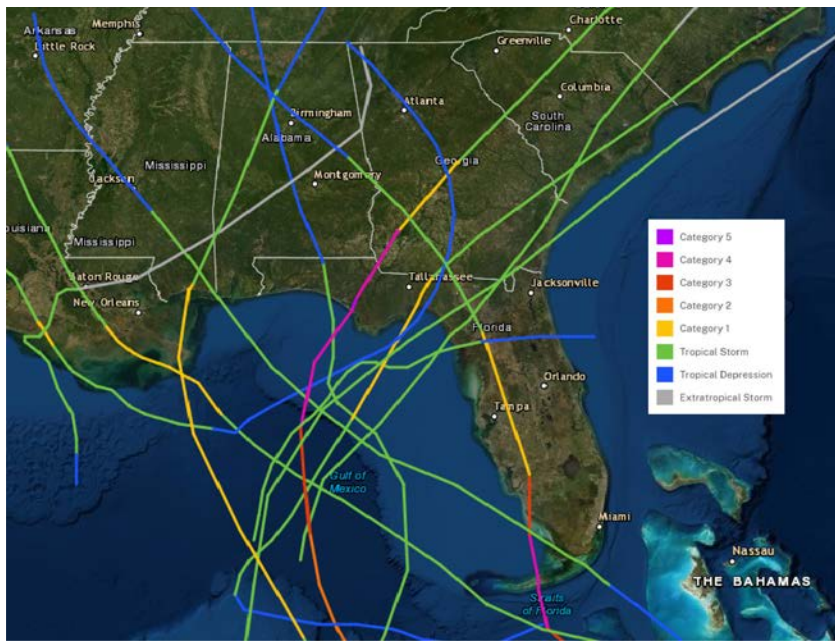 Memphis
Arkansas
Little Rock
Charlotte
Greenville
Columbia
South
Carolina
Atlanta
Birmingham
Alabama
Georgia
Mississippi
Jackson
Montgomery
ouisiana
Mississippi
Baton Rouge
New Orleans
Tallahassee
Jacksonville
Florida
Orlando
Tampa
Gulf of
Mexico
Miami
Nassau
THE BAHAMAS
Straits
of Florida
Category 5
Category 4
Category 3
Category 2
Category 1
Tropical Storm
Tropical Depression
Extratropical Storm